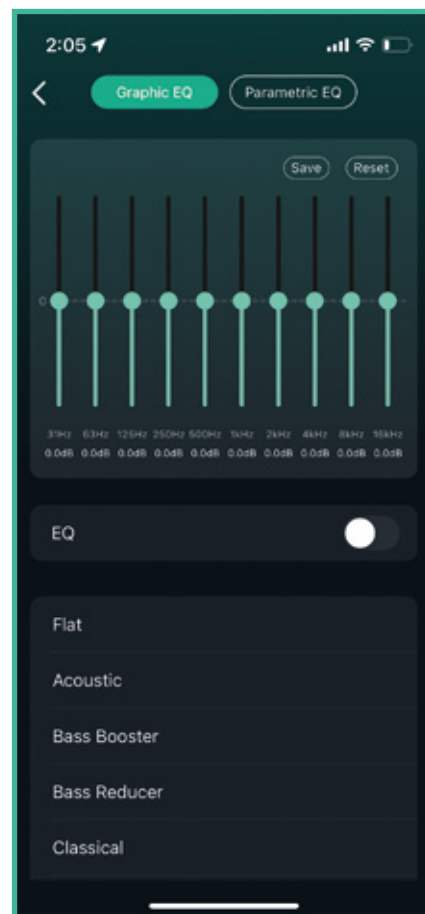 2:05
Graphic EQ Parametric EQ
Save Reset
0
31Hz 63Hz 125Hz 250Hz 500Hz 1kHz 2kHz 4kHz 8kHz 16kHz
0.0dB 0.0dB 0.0dB 0.0dB 0.0dB 0.0dB 0.0dB 0.0dB 0.0dB 0.0dB
EQ
Flat
Acoustic
Bass Booster
Bass Reducer
Classical